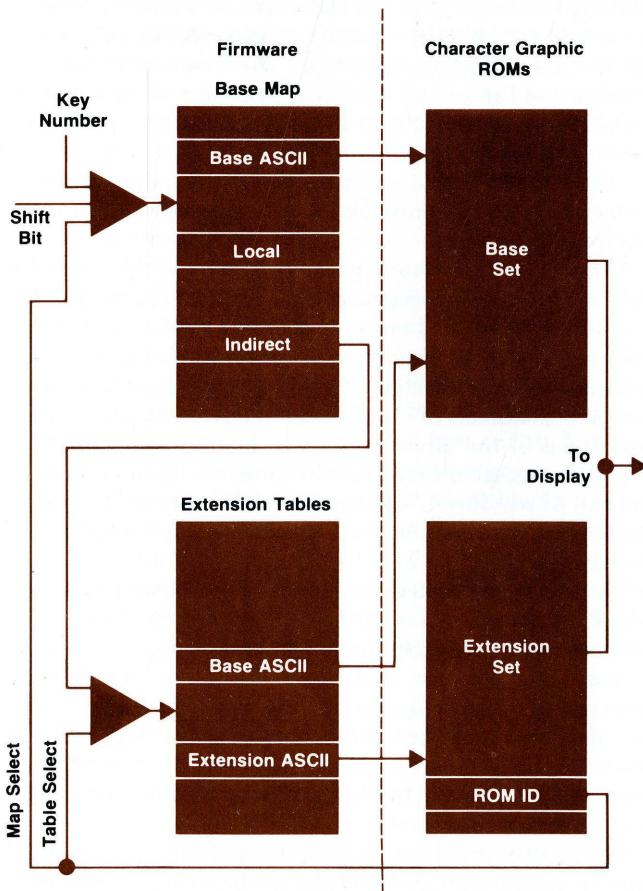 Firmware
Character Graphic
ROMs
Base Map
Key
Number
Base ASCII
Shift
Bit
Local
Base
Set
Indirect
To
Display
Extension Tables
Base ASCII
Extension
Set
Extension ASCII
ROM ID
Map Select
Table Select